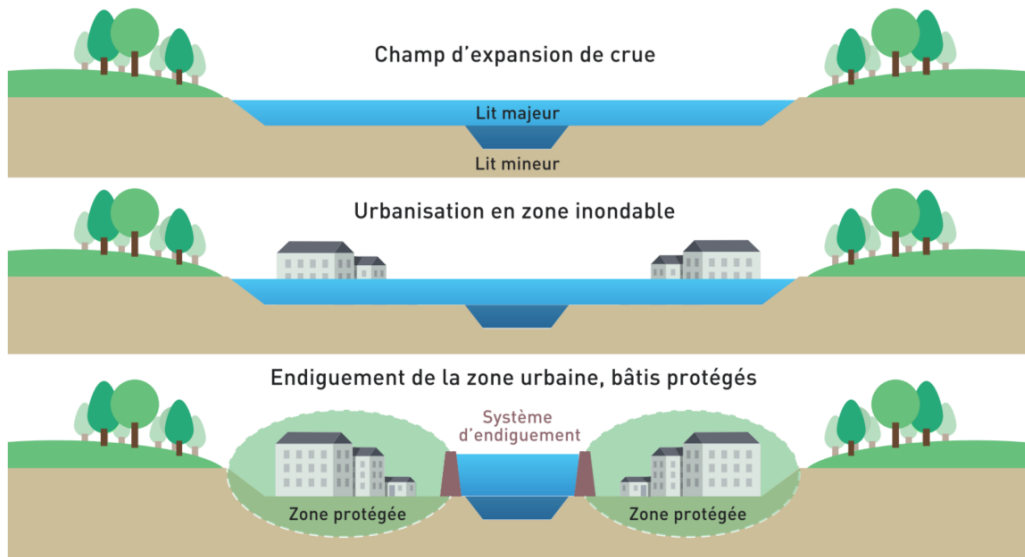 Champ d'expansion de crue
Lit majeur
Lit mineur
Urbanisation en zone inondable
Endiguement de la zone urbaine, bâtis protégés
Système
d'endiguement
Zone protégée
Zone protégée